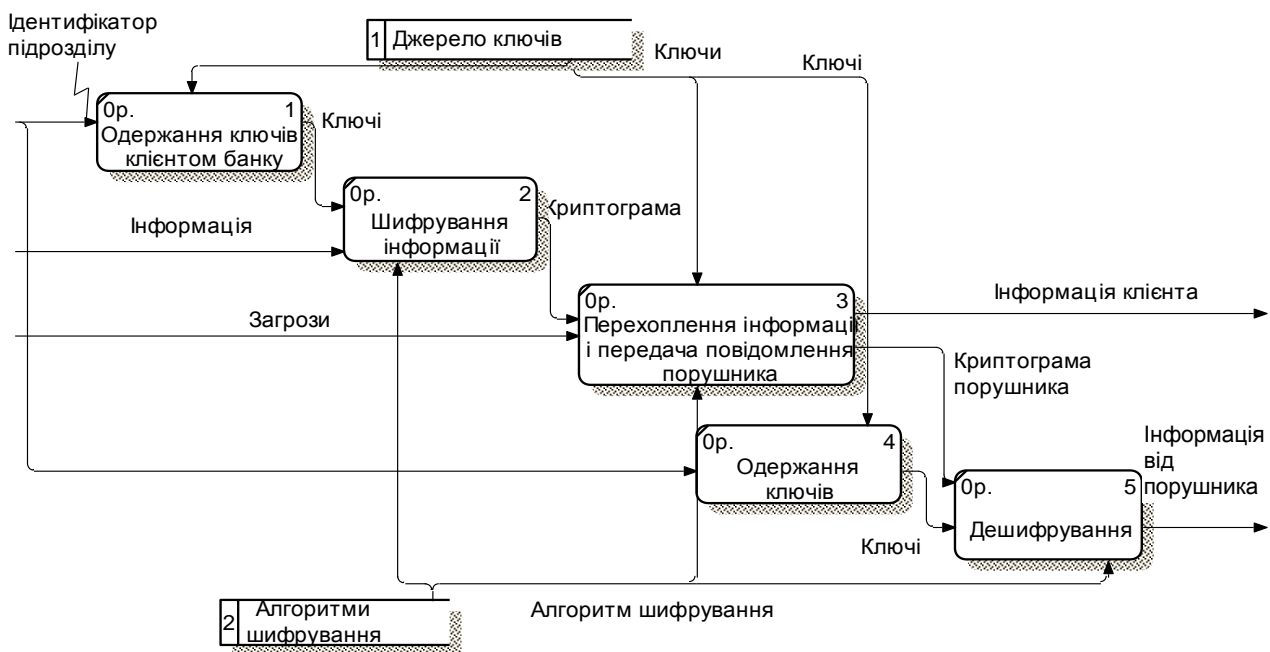 Ідентифікатор
підрозділу
1 Джерело ключів
Ключи
Ключі
0р. 1
Одержання ключів
клієнтом банку
Ключі
0р. 2
Шифрування
інформації
Криптограма
Інформація
Загрози
0р. 3
Перехоплення інформації
і передача повідомлення
порушника
Інформація клієнта
Криптограма
порушника
0р. 4
Одержання
ключів
Інформація
від
порушника
0р. 5
Дешифрування
Ключі
2 Алгоритми
шифрування
Алгоритм шифрування